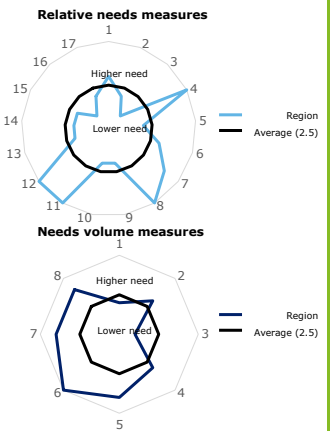 Relative needs measures
1
17
2
16
3
Higher need
15
4
Region
14
Lower need
5
Average (2.5)
13
6
12
7
11
8
10
9
Needs volume measures
1
8
Higher need
2
Region
7
Lower need
3
Average (2.5)
6
4
5